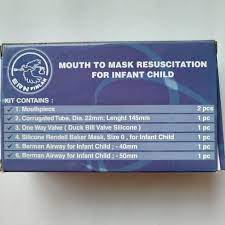 MOUTH TO MASK RESUSCITATION
FOR INFANT CHILD
KIT CONTAINS :
✓ 1. Mouthpiece 2 pcs
✓ 2. Corrugated Tube, Dia. 22mm; Lenght 145mm 1 pc
✓ 3. One Way Valve ( Duck Bill Valve Silicone ) 1 pc
✓ 4. Silicone Rendell Baker Mask, Size 0 , for Infant Child 1 pc
✓ 5. Berman Airway for Infant Child ; - 40mm 1 pc
✓ 6. Berman Airway for Infant Child ; - 50mm 1 pc